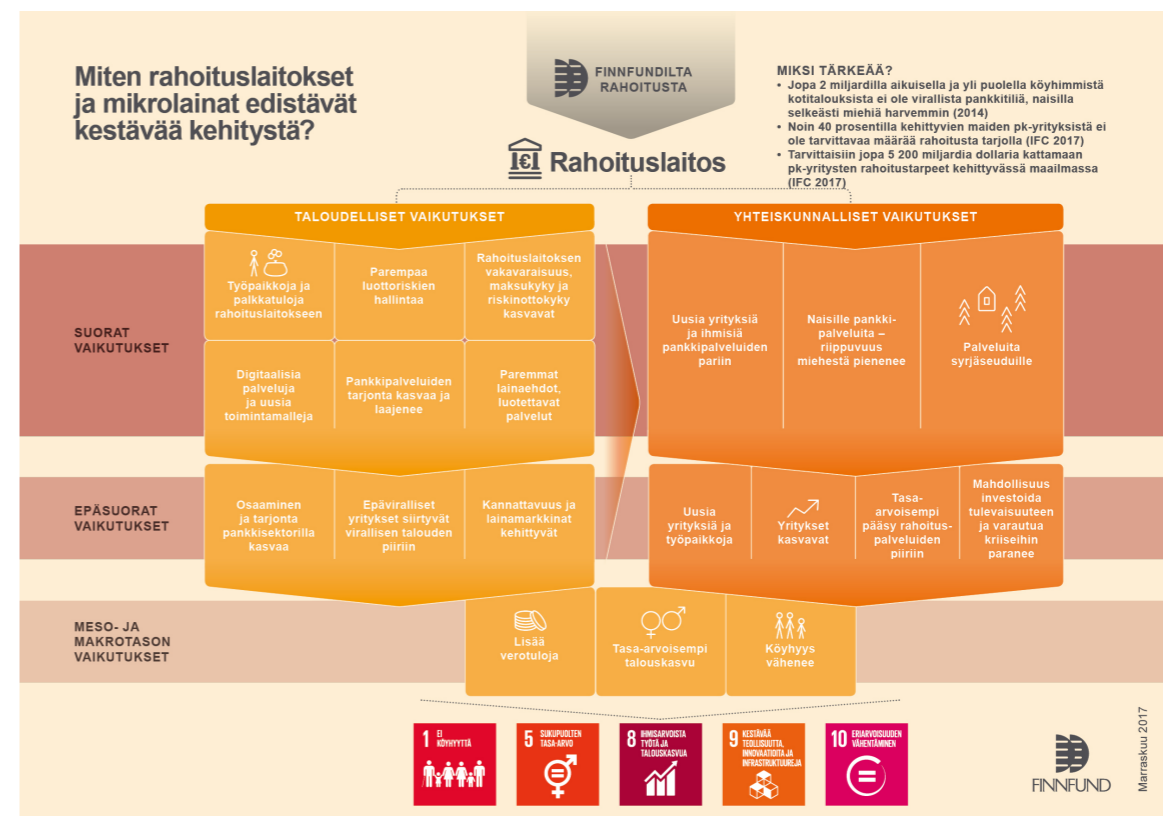 Miten rahoituslaitokset
ja mikrolainat edistävät
kestävää kehitystä?
FINNFUNDILTA
RAHOITUSTA
MIKSI TÄRKEÄÄ?
• Jopa 2 miljardilla aikuisella ja yli puolella köyhimmistä
kotitalouksista ei ole virallista pankkitiliä, naisilla
selkeästi miehiä harvemmin (2014)
• Noin 40 prosentilla kehittyvien maiden pk-yrityksistä ei
ole tarvittavaa määrää rahoitusta tarjolla (IFC 2017)
• Tarvittaisiin jopa 5 200 miljardia dollaria kattamaan
pk-yritysten rahoitustarpeet kehittyvässä maailmassa
(IFC 2017)
Rahoituslaitos
TALOUDELLISET VAIKUTUKSET
YHTEISKUNNALLISET VAIKUTUKSET
SUORAT
VAIKUTUKSET
Työpaikkoja ja
palkkatuloja
rahoituslaitokseen
Parempaa
luottoriskien
hallintaa
Rahoituslaitoksen
vakavaraisuus,
maksukyky ja
riskinottokyky
kasvavat
Digitaalisia
palveluja
ja uusia
toimintamalleja
Pankkipalveluiden
tarjonta kasvaa ja
laajenee
Paremmat
lainaehdot,
luotettavat
palvelut
Uusia yrityksiä
ja ihmisiä
pankkipalveluiden
pariin
Naisille pankki-
palveluita –
riippuvuus
miehestä pienenee
Palveluita
syrjäseuduille
EPÄSUORAT
VAIKUTUKSET
Osaaminen
ja tarjonta
pankkisektorilla
kasvaa
Epäviralliset
yritykset siirtyvät
virallisen talouden
piiriin
Kannattavuus ja
lainamarkkinat
kehittyvät
Uusia
yrityksiä ja
työpaikkoja
Yritykset
kasvavat
Tasa-
arvoisempi
pääsy rahoitus-
palveluiden
piiriin
Mahdollisuus
investoida
tulevaisuuteen
ja varautua
kriiseihin
paranee
MESO- JA
MAKROTASON
VAIKUTUKSET
Lisää
verotuloja
Tasa-arvoisempi
talouskasvu
Köyhyys
vähenee
1 EI
KÖYHYYTTÄ
5 SUKUPUOLTEN
TASA-ARVO
8 IHMISARVOISTA
TYÖTÄ JA
TALOUSKASVUA
9 KESTÄVÄÄ
TEOLLISUUTTA,
INNOVAATIOITA JA
INFRASTRUKTUUREJA
10 ERIARVOISUUDEN
VÄHENTÄMINEN
FINNFUND
Marraskuu 2017